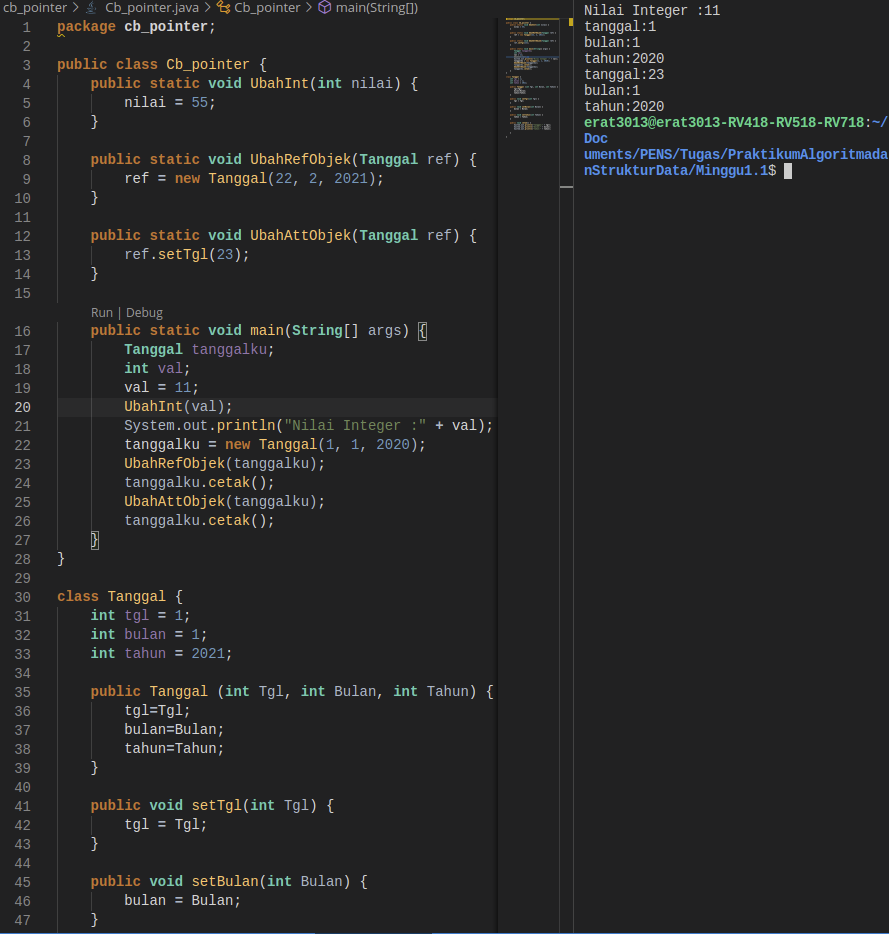 cb_pointer > Cb_pointer.java > Cb_pointer > main(String[])
1 package cb_pointer;
2
3 public class Cb_pointer {
4     public static void UbahInt(int nilai) {
5         nilai = 55;
6     }
7
8     public static void UbahRefObjek(Tanggal ref) {
9         ref = new Tanggal(22, 2, 2021);
10     }
11
12     public static void UbahAttObjek(Tanggal ref) {
13         ref.setTgl(23);
14     }
15
Run | Debug
16     public static void main(String[] args) {
17         Tanggal tanggalku;
18         int val;
19         val = 11;
20         UbahInt(val);
21         System.out.println("Nilai Integer :" + val);
22         tanggalku = new Tanggal(1, 1, 2020);
23         UbahRefObjek(tanggalku);
24         tanggalku.cetak();
25         UbahAttObjek(tanggalku);
26         tanggalku.cetak();
27     }
28 }
29
30 class Tanggal {
31     int tgl = 1;
32     int bulan = 1;
33     int tahun = 2021;
34
35     public Tanggal (int Tgl, int Bulan, int Tahun) {
36         tgl=Tgl;
37         bulan=Bulan;
38         tahun=Tahun;
39     }
40
41     public void setTgl(int Tgl) {
42         tgl = Tgl;
43     }
44
45     public void setBulan(int Bulan) {
46         bulan = Bulan;
47     }
Nilai Integer :11
tanggal:1
bulan:1
tahun:2020
tanggal:23
bulan:1
tahun:2020
erat3013@erat3013-RV418-RV518-RV718:~/
Doc
uments/PENS/Tugas/PraktikumAlgoritmada
nStrukturData/Minggu1.1$